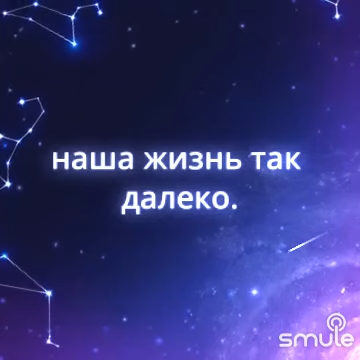 наша жизнь так
далеко.
smule